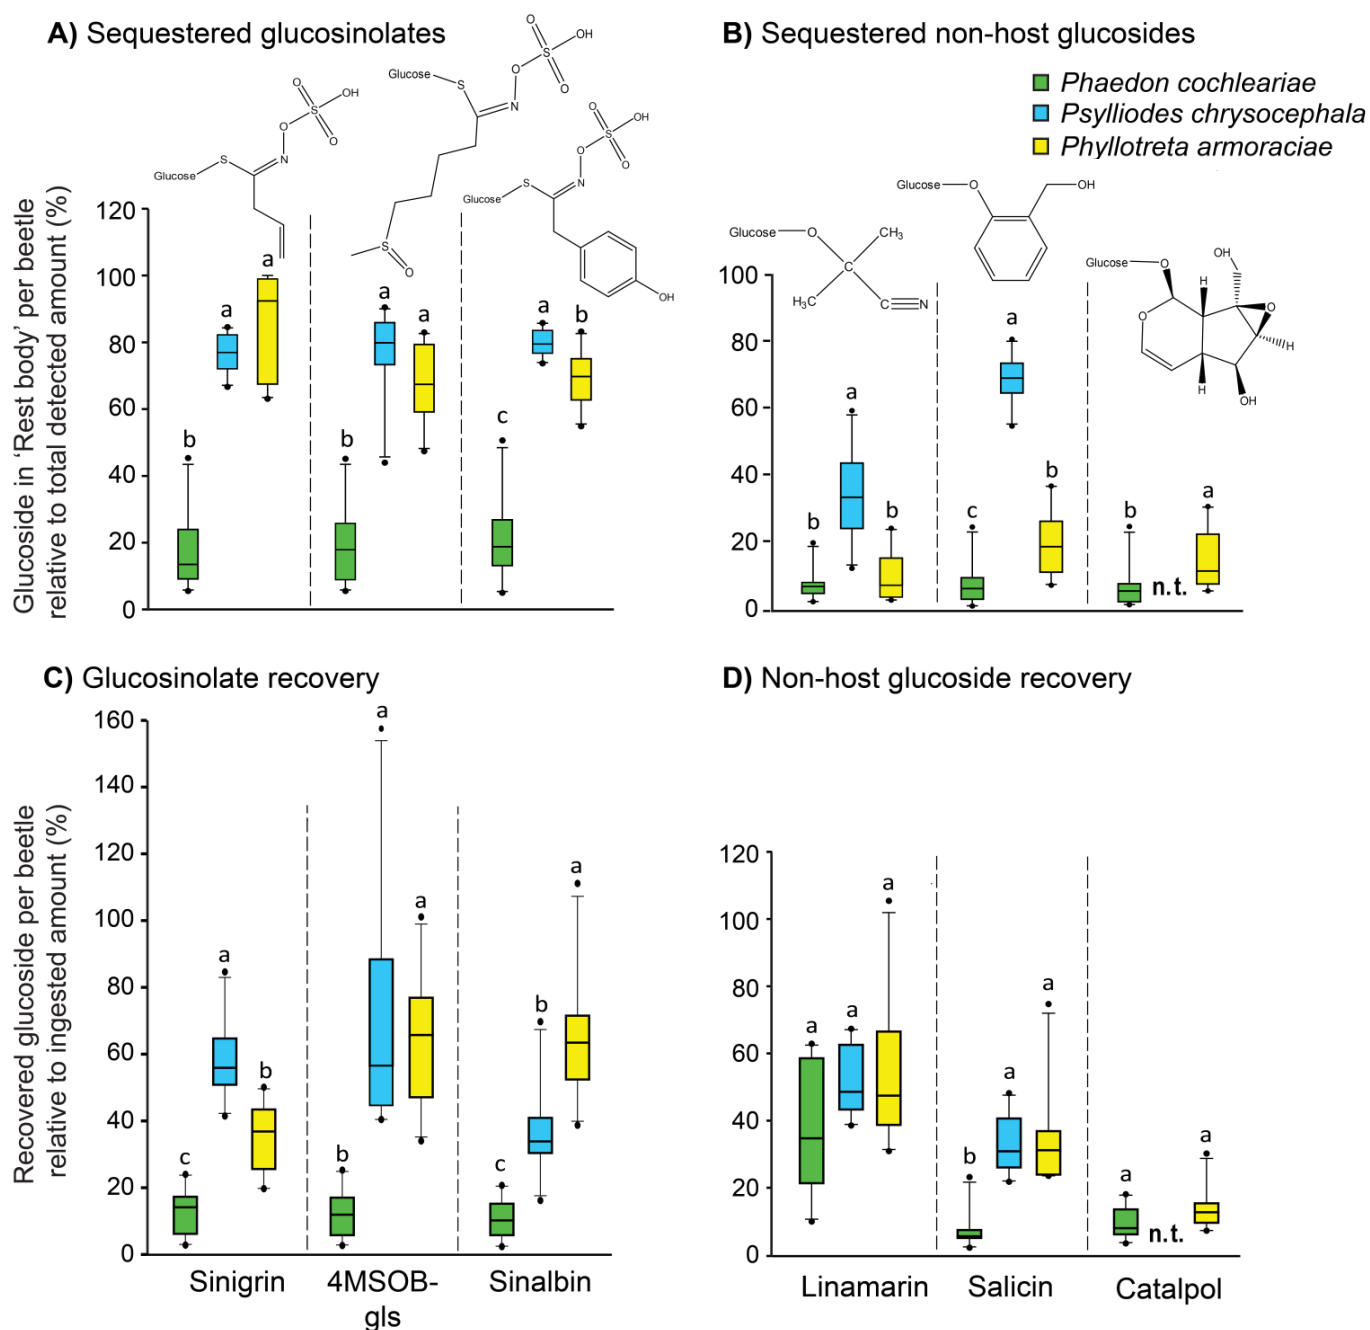 A) Sequestered glucosinolates
B) Sequestered non-host glucosides
Phaedon cochleariae
Psylliodes chrysocephala
Phyllotreta armoraciae
Glucoside in ‘Rest body’ per beetle
relative to total detected amount (%)
120
100
80
60
40
20
0
Glucose
S
N
O
S
O
O
OH
a
a
b
Glucose
S
N
O
S
O
O
OH
S
O
a
a
b
Glucose
S
N
O
S
O
O
OH
OH
a
b
c
100
80
60
40
20
0
Glucose
O
CH3
H3C
C
C
N
a
b
b
Glucose
O
OH
a
b
c
Glucose
O
O
H
HO
O
H
H
OH
a
b
n.t.
C) Glucosinolate recovery
D) Non-host glucoside recovery
Recovered glucoside per beetle
relative to ingested amount (%)
160
140
120
100
80
60
40
20
0
c
a
b
b
a
a
c
b
a
120
100
80
60
40
20
0
a
a
a
b
a
a
a
n.t.
a
Sinigrin
4MSOB-
gls
Sinalbin
Linamarin
Salicin
Catalpol